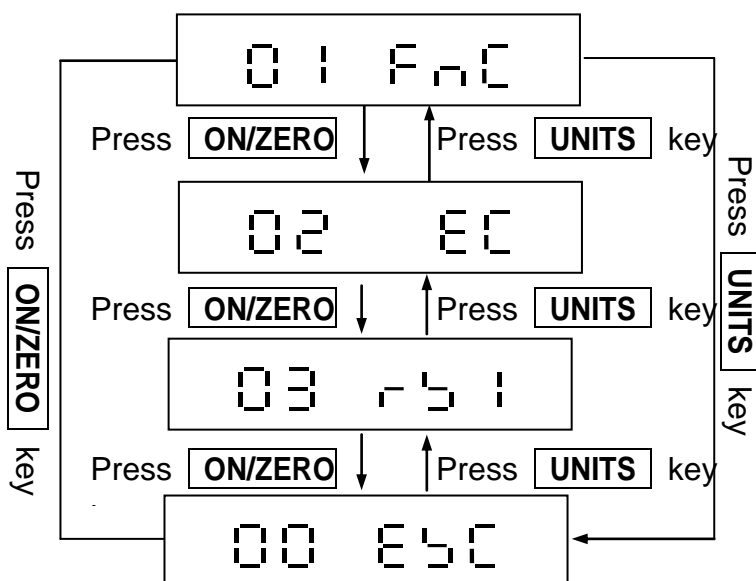 01 FnC
Press ON/ZERO Press UNITS key
02 EC
Press ON/ZERO Press UNITS key
03 rS1
Press ON/ZERO Press UNITS key
00 ESC
Press ON/ZERO key
Press UNITS key